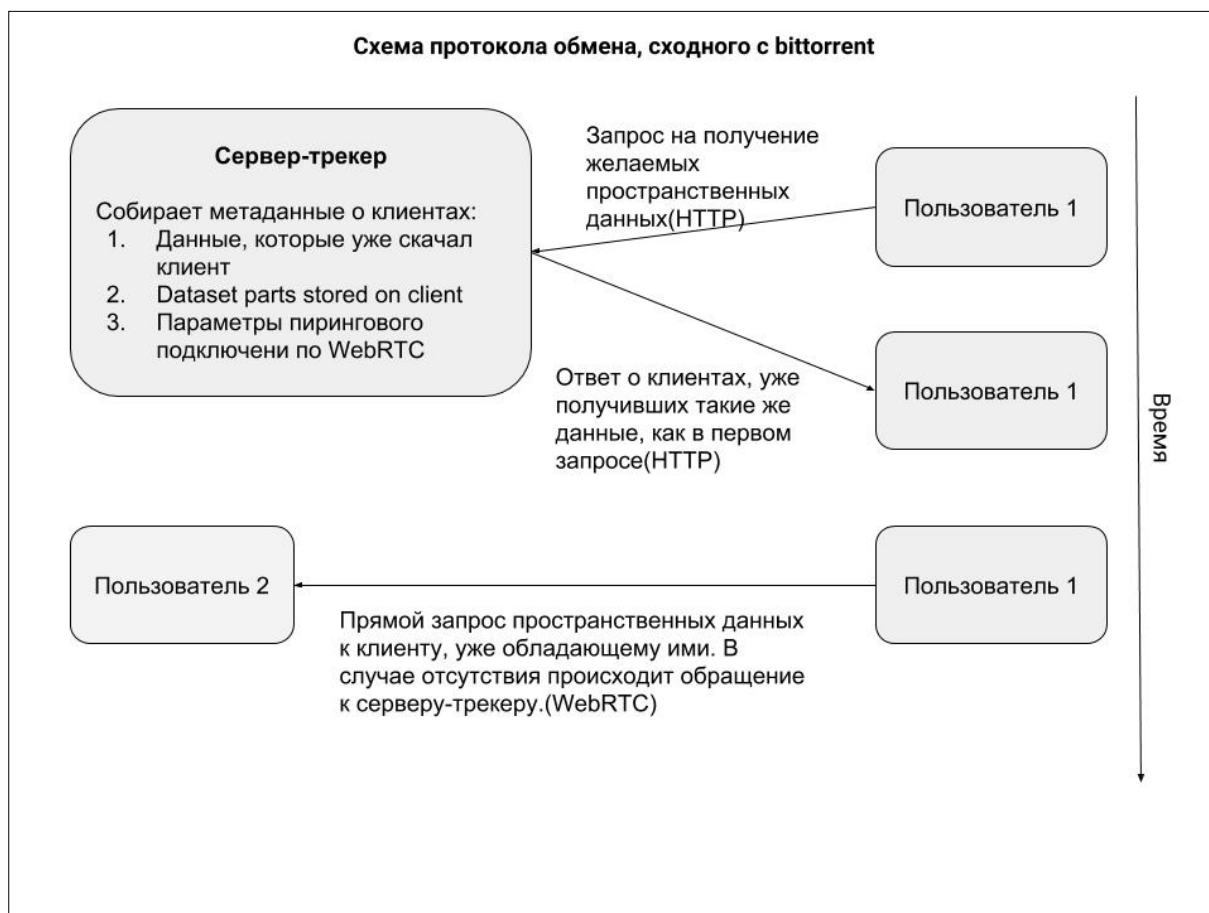 Схема протокола обмена, сходного с bittorrent
Сервер-трекер
Собирает метаданные о клиентах:
1. Данные, которые уже скачал
клиент
2. Dataset parts stored on client
3. Параметры пирингового
подключени по WebRTC
Запрос на получение
желаемых
пространственных
данных(HTTP)
Пользователь 1
Ответ о клиентах, уже
получивших такие же
данные, как в первом
запросе(HTTP)
Пользователь 1
Время
Пользователь 2
Прямой запрос пространственных данных
к клиенту, уже обладающему ими. В
случае отсутствия происходит обращение
к серверу-трекеру.(WebRTC)
Пользователь 1